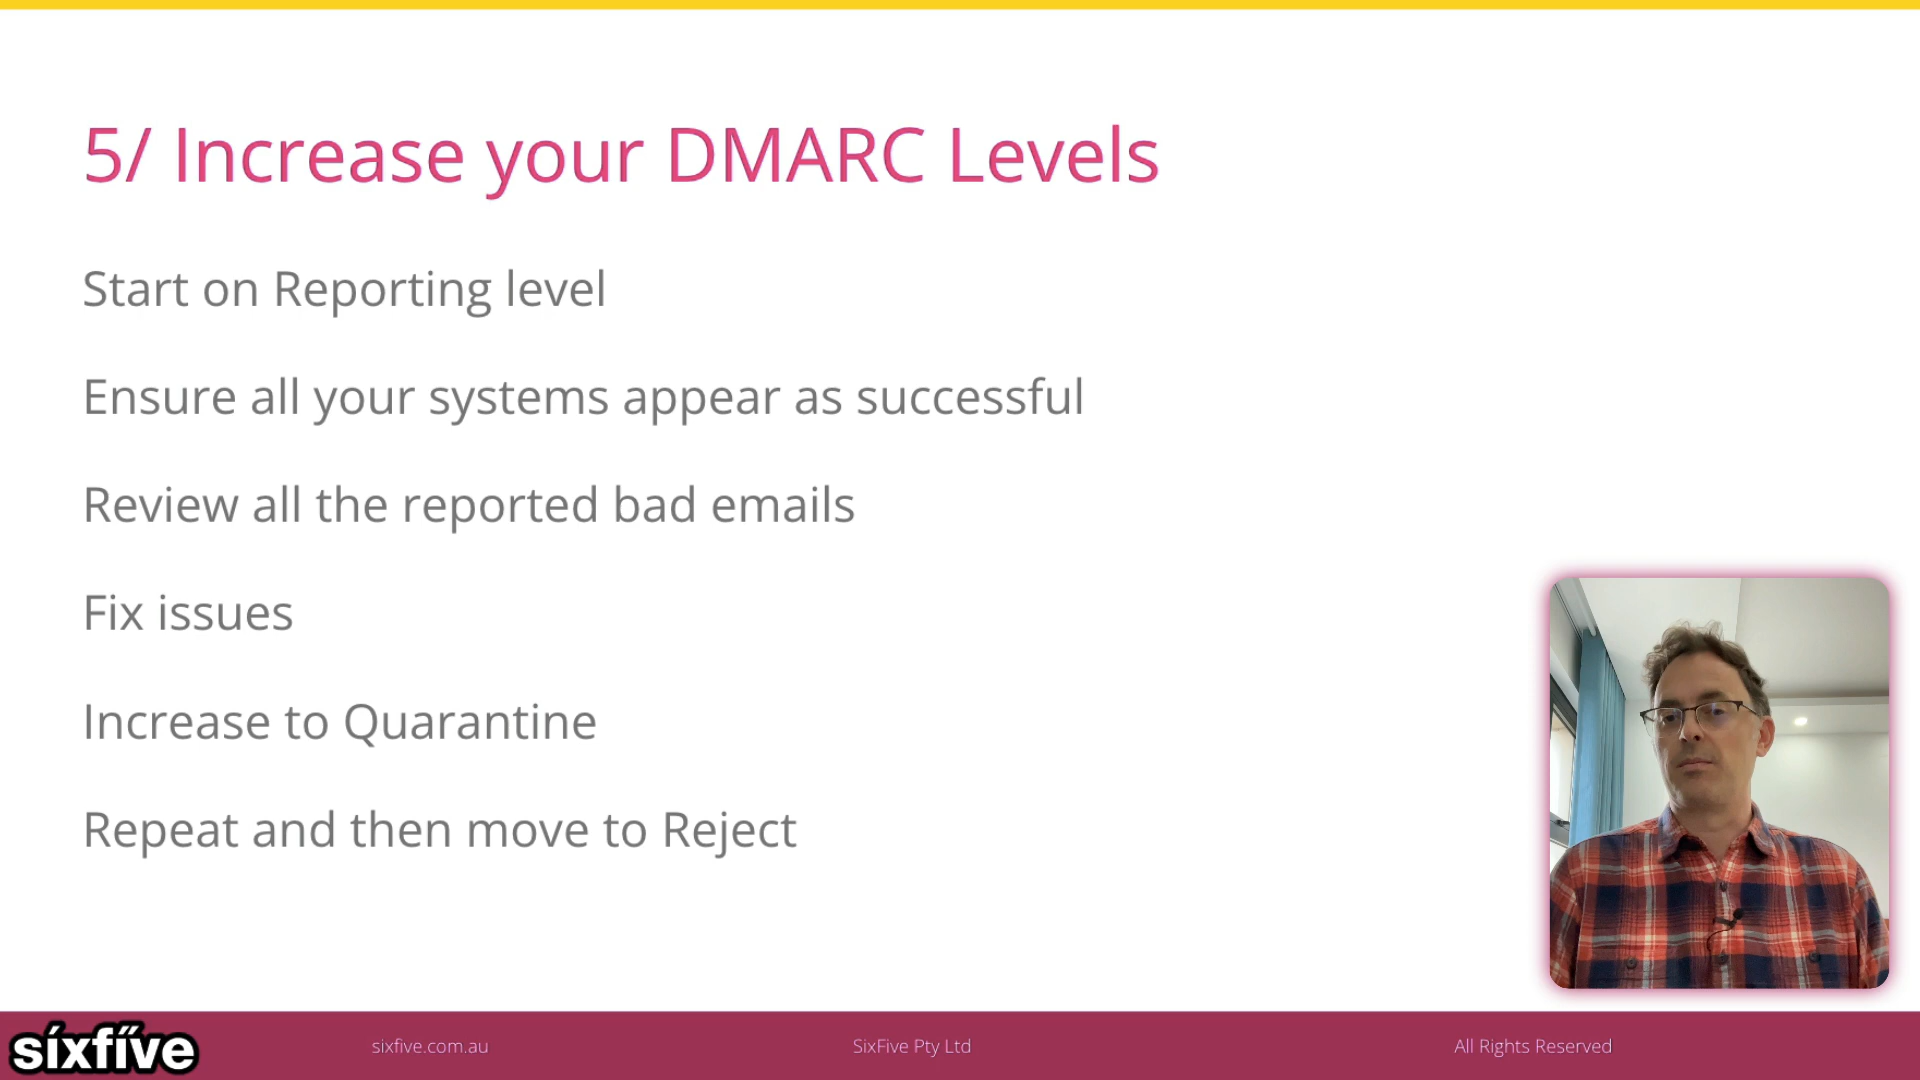 5/ Increase your DMARC Levels
Start on Reporting level
Ensure all your systems appear as successful
Review all the reported bad emails
Fix issues
Increase to Quarantine
Repeat and then move to Reject
síxfíve
sixfive.com.au
SixFive Pty Ltd
All Rights Reserved